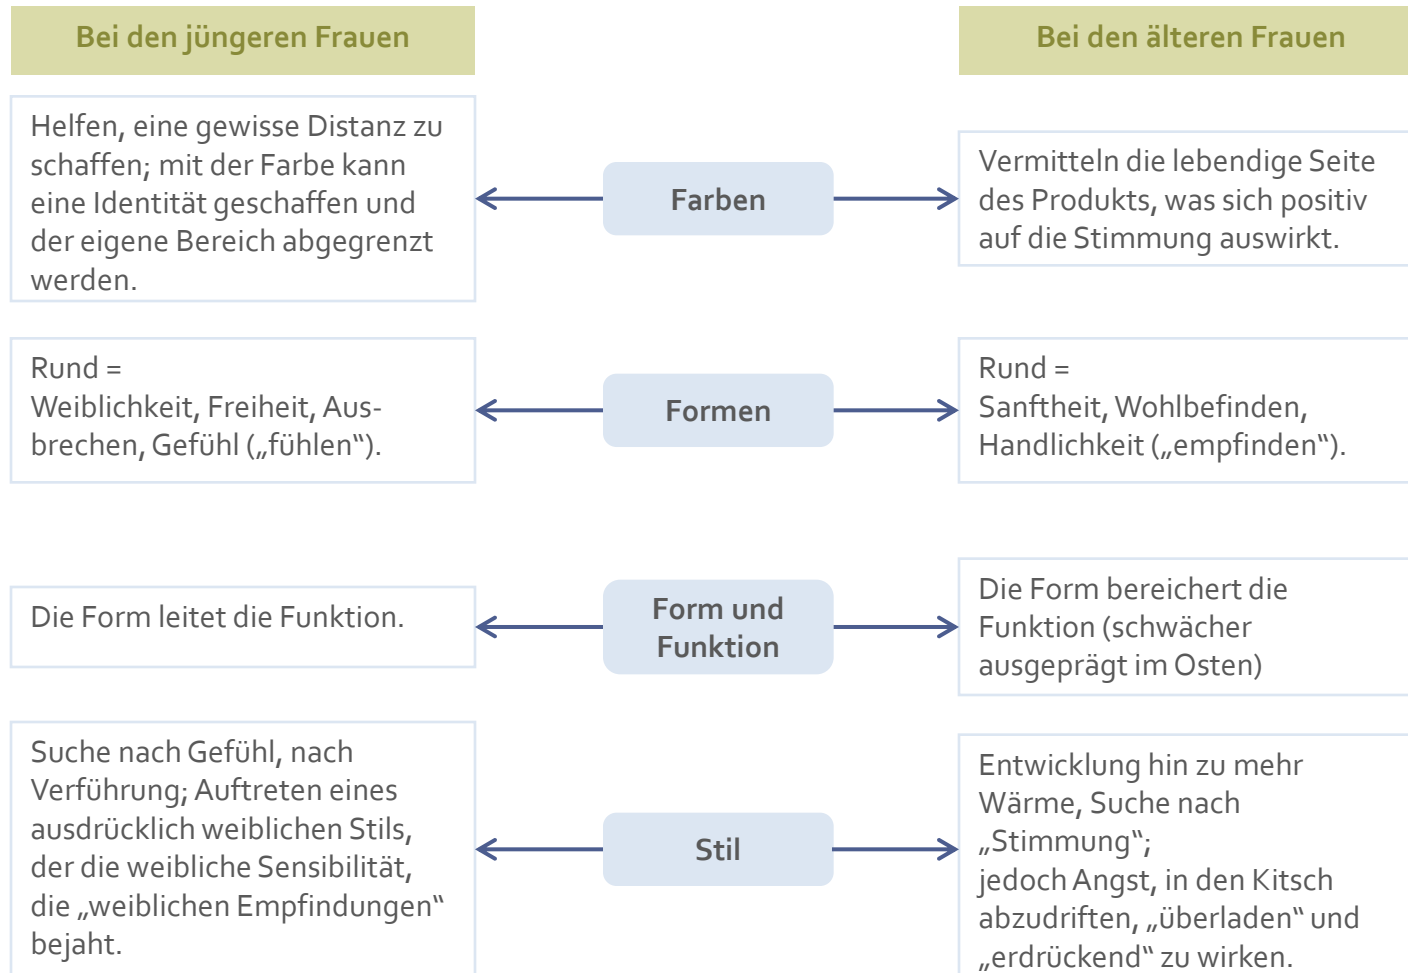 Bei den jüngeren Frauen
Bei den älteren Frauen
Helfen, eine gewisse Distanz zu
schaffen; mit der Farbe kann
eine Identität geschaffen und
der eigene Bereich abgegrenzt
werden.
Farben
Vermitteln die lebendige Seite
des Produkts, was sich positiv
auf die Stimmung auswirkt.
Rund =
Weiblichkeit, Freiheit, Aus-
brechen, Gefühl („fühlen“).
Formen
Rund =
Sanftheit, Wohlbefinden,
Handlichkeit („empfinden“).
Die Form leitet die Funktion.
Form und
Funktion
Die Form bereichert die
Funktion (schwächer
ausgeprägt im Osten)
Suche nach Gefühl, nach
Verführung; Auftreten eines
ausdrücklich weiblichen Stils,
der die weibliche Sensibilität,
die „weiblichen Empfindungen“
bejaht.
Stil
Entwicklung hin zu mehr
Wärme, Suche nach
„Stimmung“;
jedoch Angst, in den Kitsch
abzudriften, „überladen“ und
„erdrückend“ zu wirken.